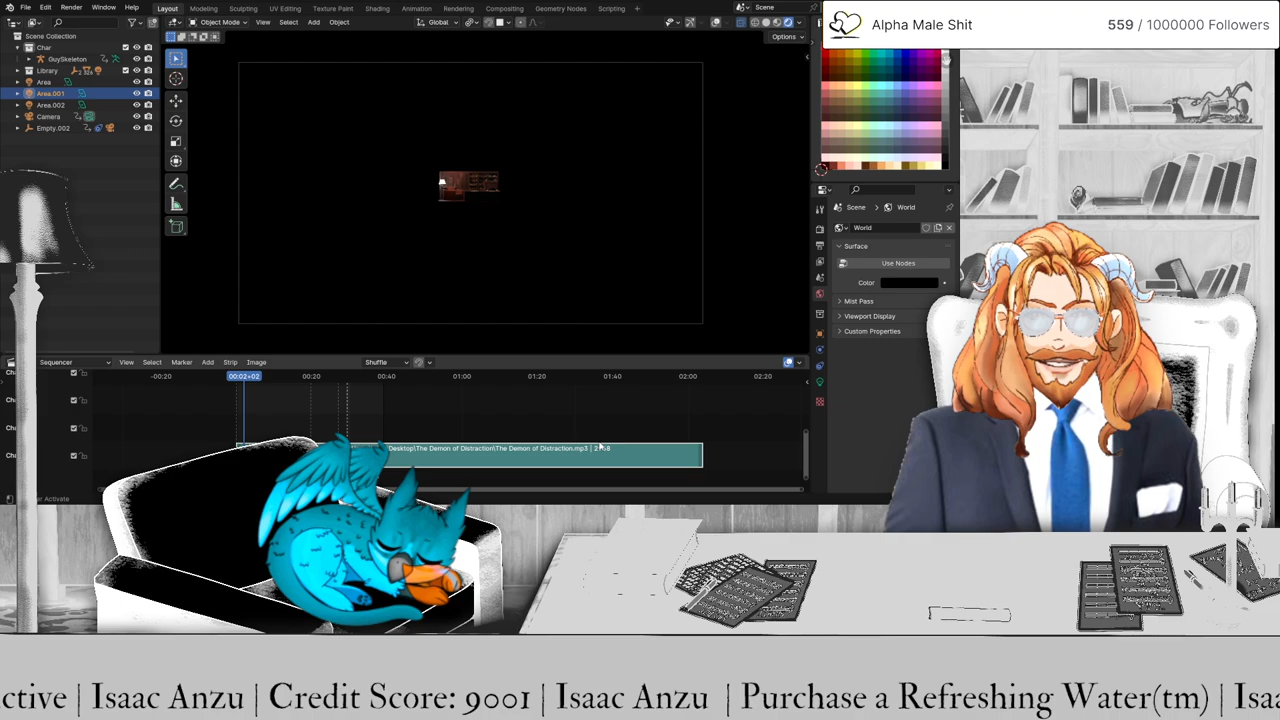 File Edit Render Window Help Layout Modeling Sculpting UV Editing Texture Paint Shading Animation Rendering Compositing Geometry Nodes Scripting Scene
Object Mode View Select Add Object Global
Options
Scene Collection
Char
GuySkeleton
Library
Area
Area.001
Area.002
Camera
Empty.002
Alpha Male Shit
559 / 1000000 Followers
Scene > World
World
Surface
Use Nodes
Color
Mist Pass
Viewport Display
Custom Properties
Sequencer View Select Marker Add Strip Image Shuffle
-00:20 00:02+02 00:20 00:40 01:00 01:20 01:40 02:00 02:20
Desktop\The Demon of Distraction\The Demon of Distraction.mp3
Activate
ctive | Isaac Anzu | Credit Score: 9001 | Isaac Anzu | Purchase a Refreshing Water(tm) | Isa